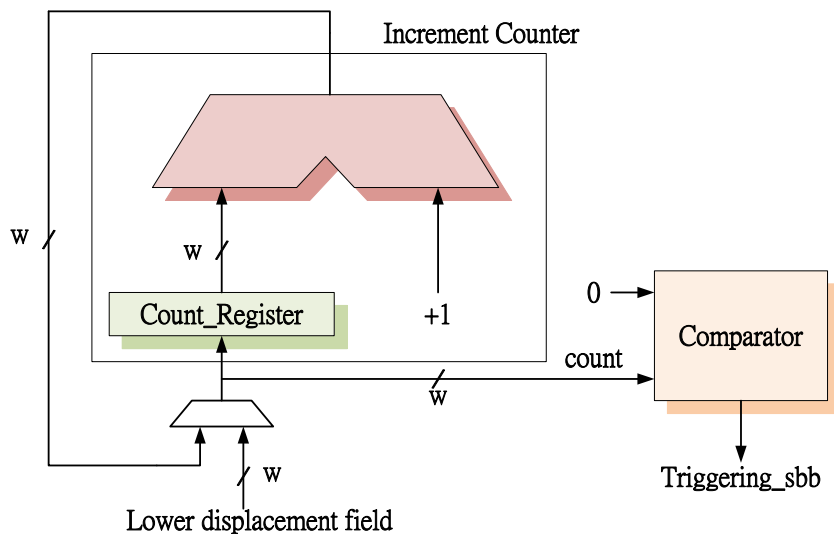 Increment Counter
w
w
Count_Register
+1
0
Comparator
count
w
w
Triggering_sbb
Lower displacement field